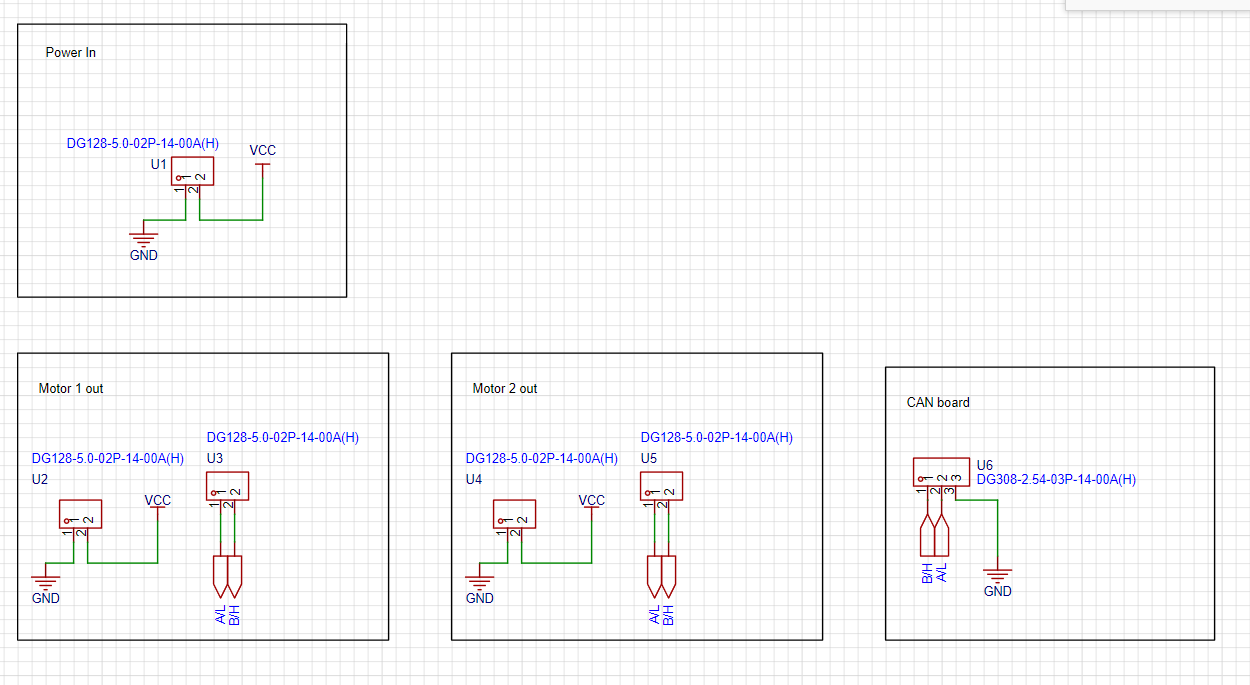 Power In
DG128-5.0-02P-14-00A(H)
U1
VCC
1 2
1 2
GND
Motor 1 out
DG128-5.0-02P-14-00A(H)
U3
DG128-5.0-02P-14-00A(H)
U2
1 2
1 2
VCC
1 2
1 2
GND
A/L
B/H
Motor 2 out
DG128-5.0-02P-14-00A(H)
U5
DG128-5.0-02P-14-00A(H)
U4
1 2
1 2
VCC
1 2
1 2
GND
A/L
B/H
CAN board
U6
DG308-2.54-03P-14-00A(H)
1 2 3
1 2 3
B/H
A/L
GND